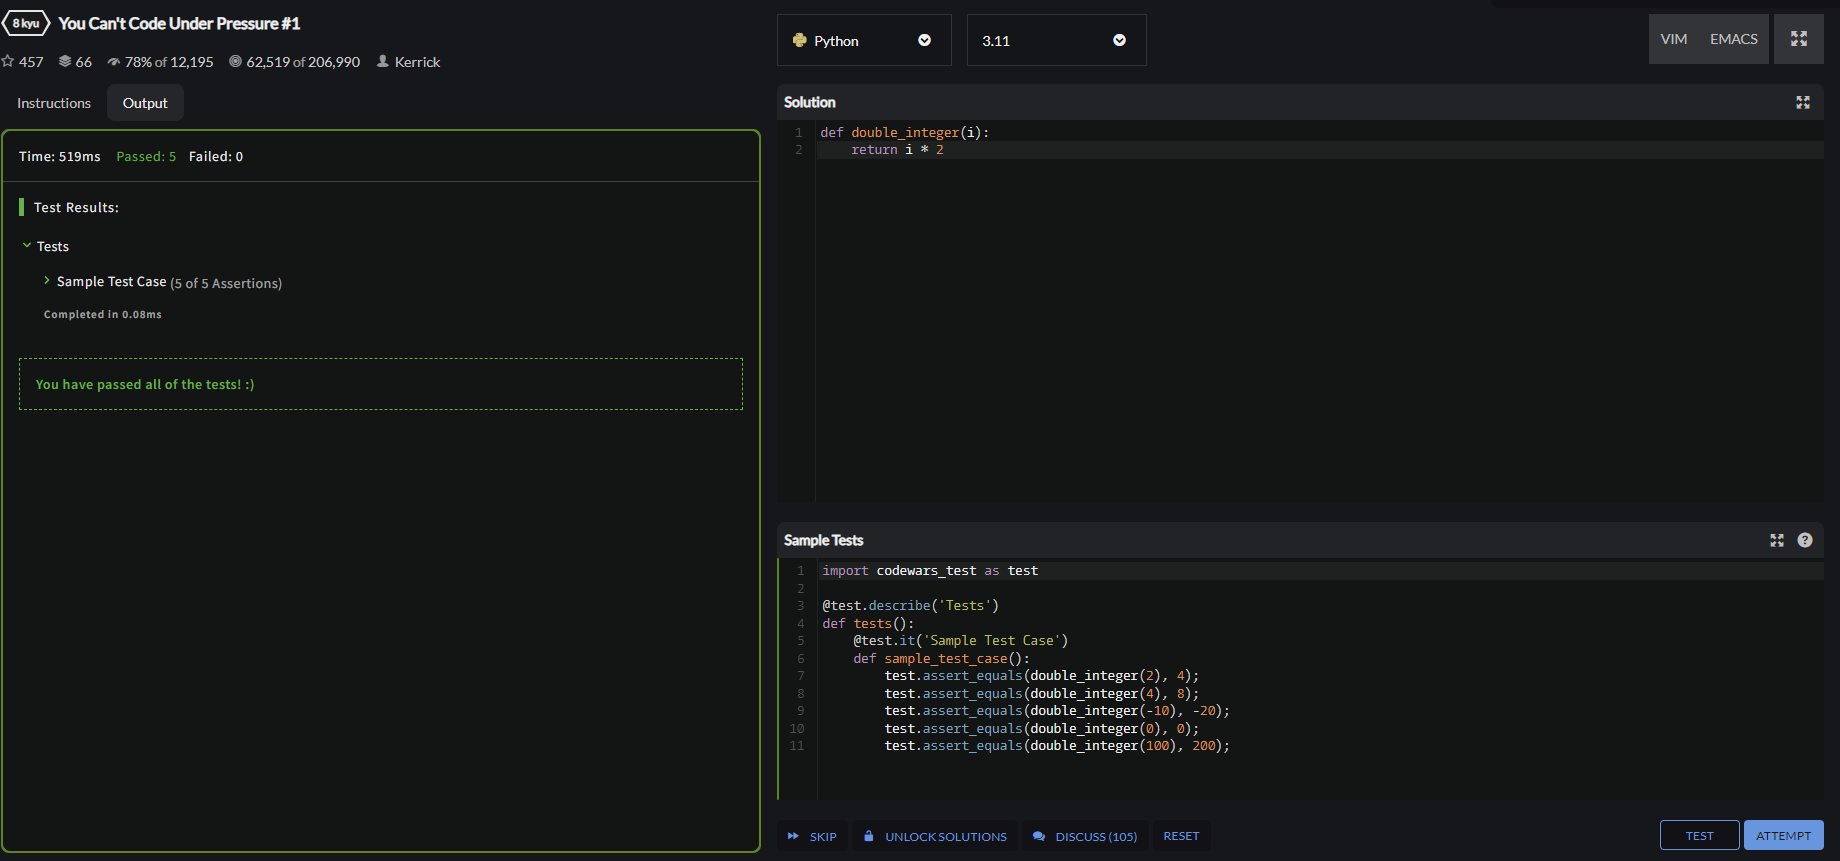 8 kyu You Can't Code Under Pressure #1
457 66 78% of 12,195 62,519 of 206,990 Kerrick
Instructions Output
Time: 519ms Passed: 5 Failed: 0
Test Results:
Tests
Sample Test Case (5 of 5 Assertions)
Completed in 0.08ms
You have passed all of the tests! :)
Python 3.11 VIM EMACS
Solution
1 def double_integer(i):
2 return i * 2
Sample Tests ?
1 import codewars_test as test
2
3 @test.describe('Tests')
4 def tests():
5 @test.it('Sample Test Case')
6 def sample_test_case():
7 test.assert_equals(double_integer(2), 4);
8 test.assert_equals(double_integer(4), 8);
9 test.assert_equals(double_integer(-10), -20);
10 test.assert_equals(double_integer(0), 0);
11 test.assert_equals(double_integer(100), 200);
SKIP UNLOCK SOLUTIONS DISCUSS (105) RESET TEST ATTEMPT